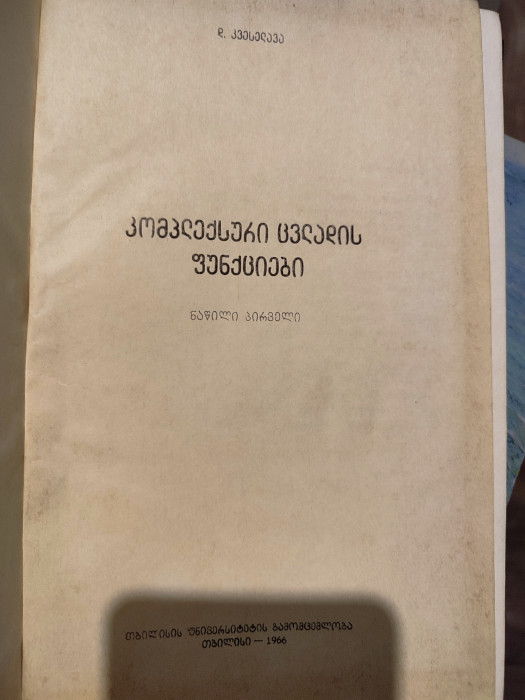 დ. კვესელავა
კომპლექსური ცვლადის
ფუნქციები
ნაწილი პირველი
თბილისის უნივერსიტეტის გამომცემლობა
თბილისი — 1966